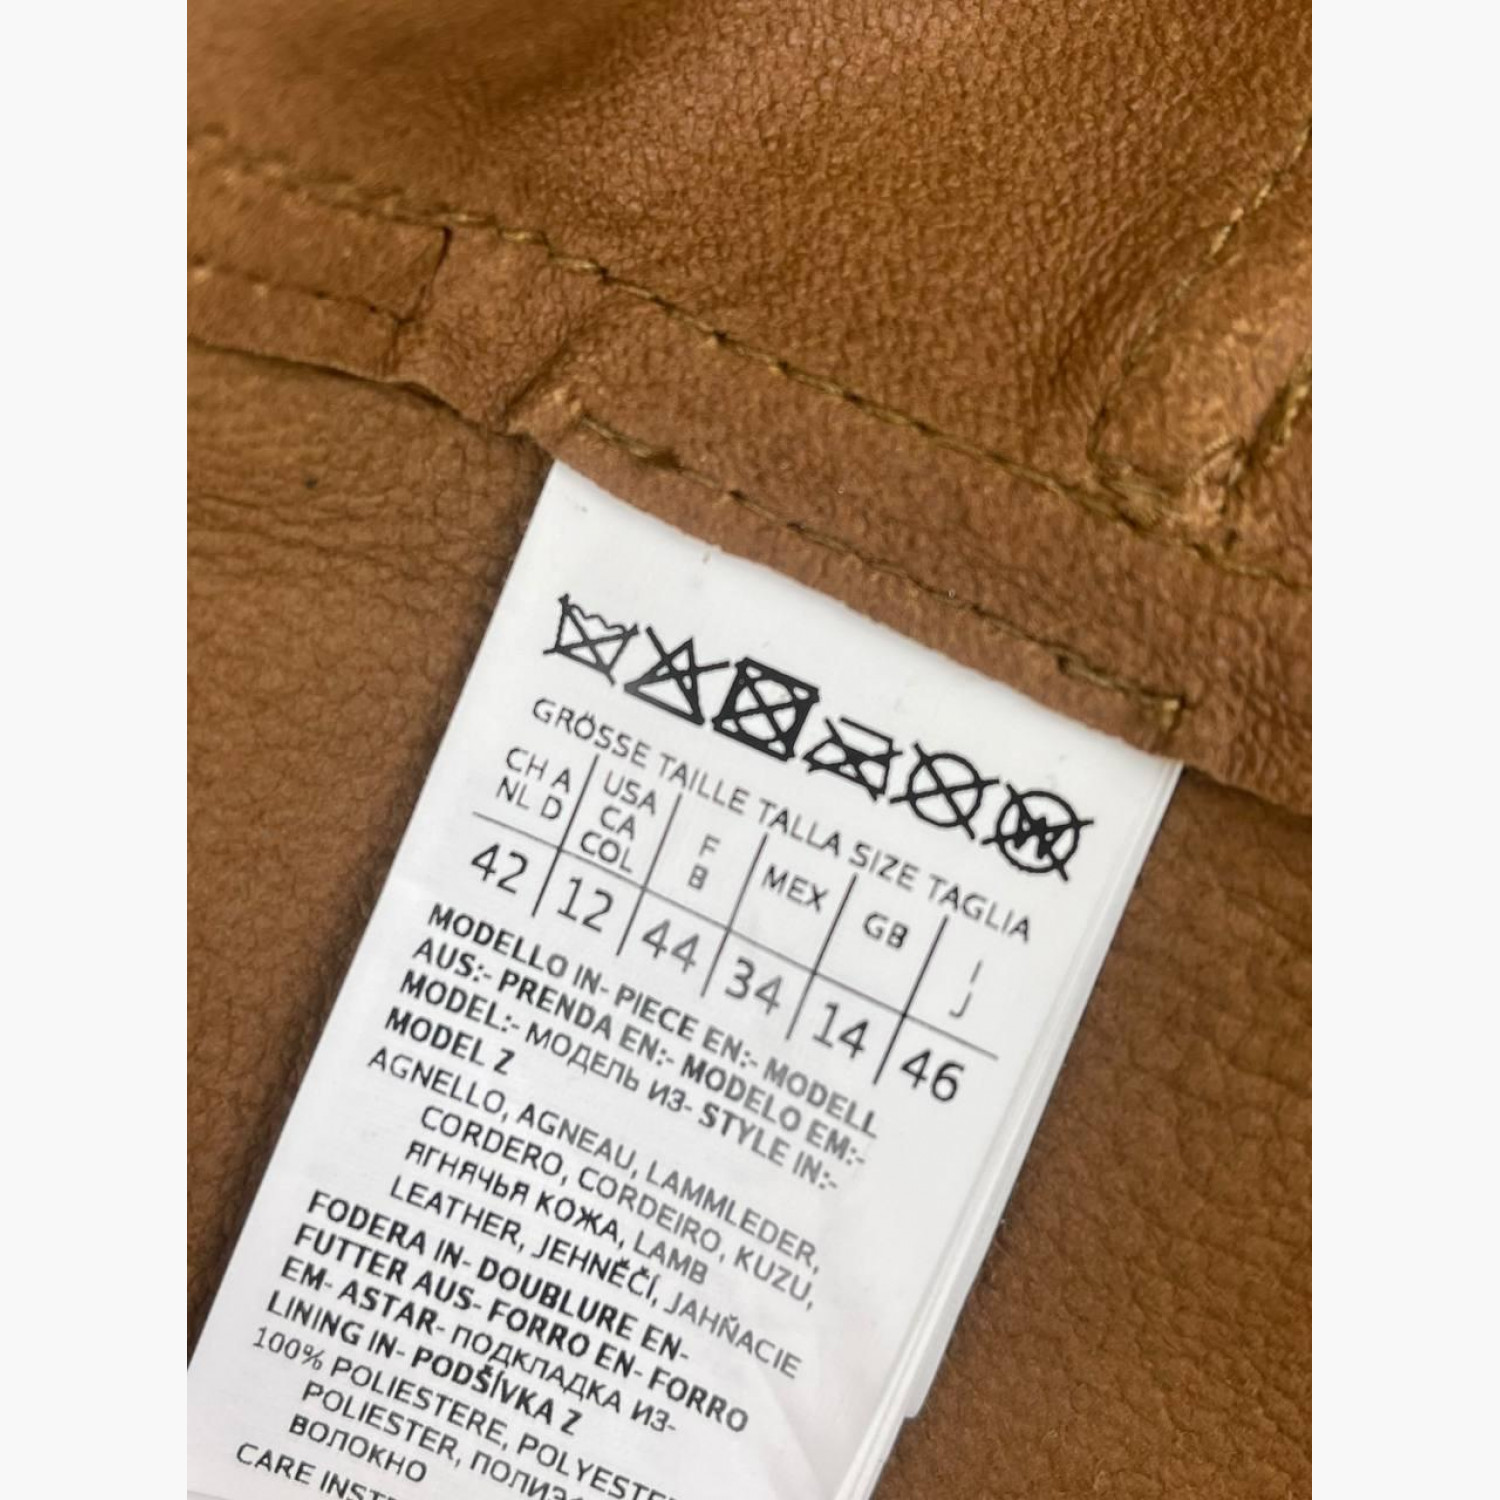 GRÖSSE TAILLE TALLA SIZE TAGLIA
CH A NL D | USA CA COL | F B | MEX | GB | I J
42 | 12 | 44 | 34 | 14 | 46
MODELLO IN- PIECE EN:- MODELL
AUS:- PRENDA EN:- MODELO EM:-
MODEL:- МОДЕЛЬ ИЗ- STYLE IN:-
MODEL Z
AGNELLO, AGNEAU, LAMMLEDER,
CORDERO, CORDEIRO, KUZU,
ЯГНЯЧЬЯ КОЖА, LAMB
LEATHER, JEHNĚČÍ, JAHŇACIE
FODERA IN- DOUBLURE EN-
FUTTER AUS- FORRO EN- FORRO
EM- ASTAR- ПОДКЛАДКА ИЗ-
LINING IN- PODŠÍVKA Z
100% POLIESTERE, POLYESTER
POLIESTER,
ВОЛОКНО
CARE